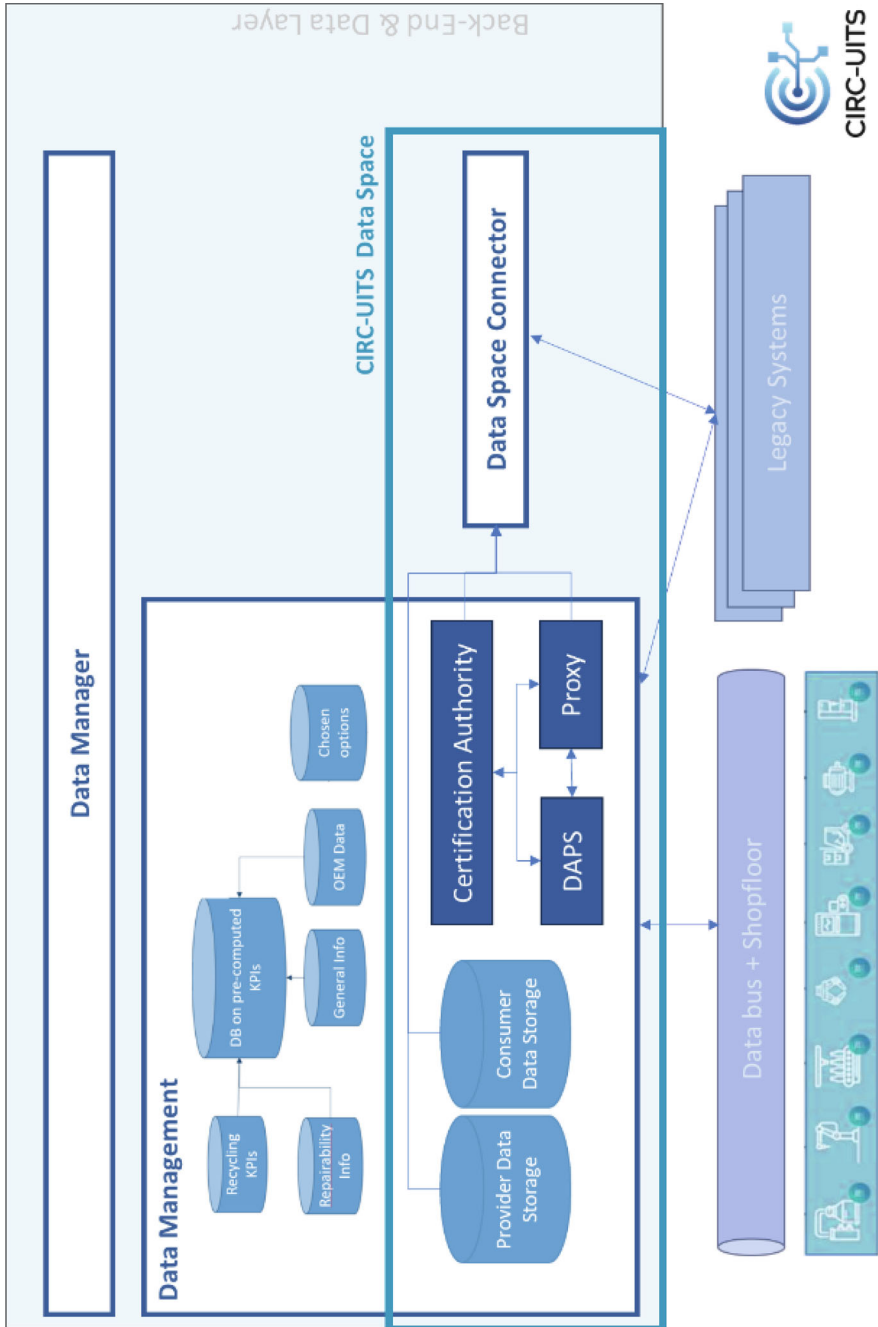 Back-End & Data Layer
Data Manager
Data Management
Recycling
KPIs
Repairability
Info
DB on pre-computed
KPIs
General Info
OEM Data
Chosen
options
CIRC-UITS Data Space
Provider Data
Storage
Consumer
Data Storage
Certification Authority
DAPS
Proxy
Data Space Connector
Data bus + Shopfloor
Legacy Systems
CIRC-UITS